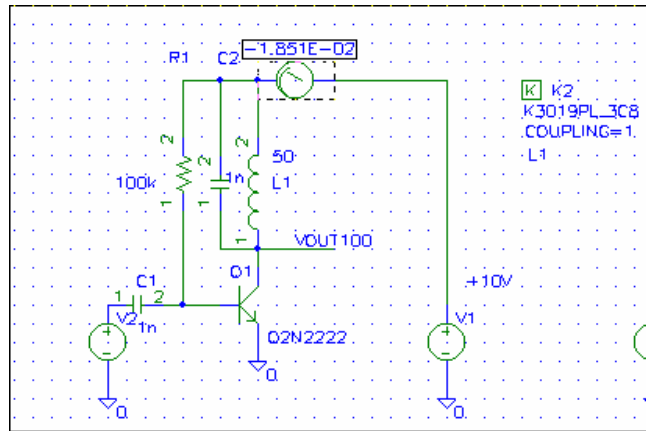 -1.851E-02
R1
C2
K K2
K3019PL_3C8
COUPLING=1
L1
2
2
2
50
100k
1n
L1
1
1
1
VOUT100
C1
Q1
+10V
1
2
V2
1n
V1
Q2N2222
0
0
0
0